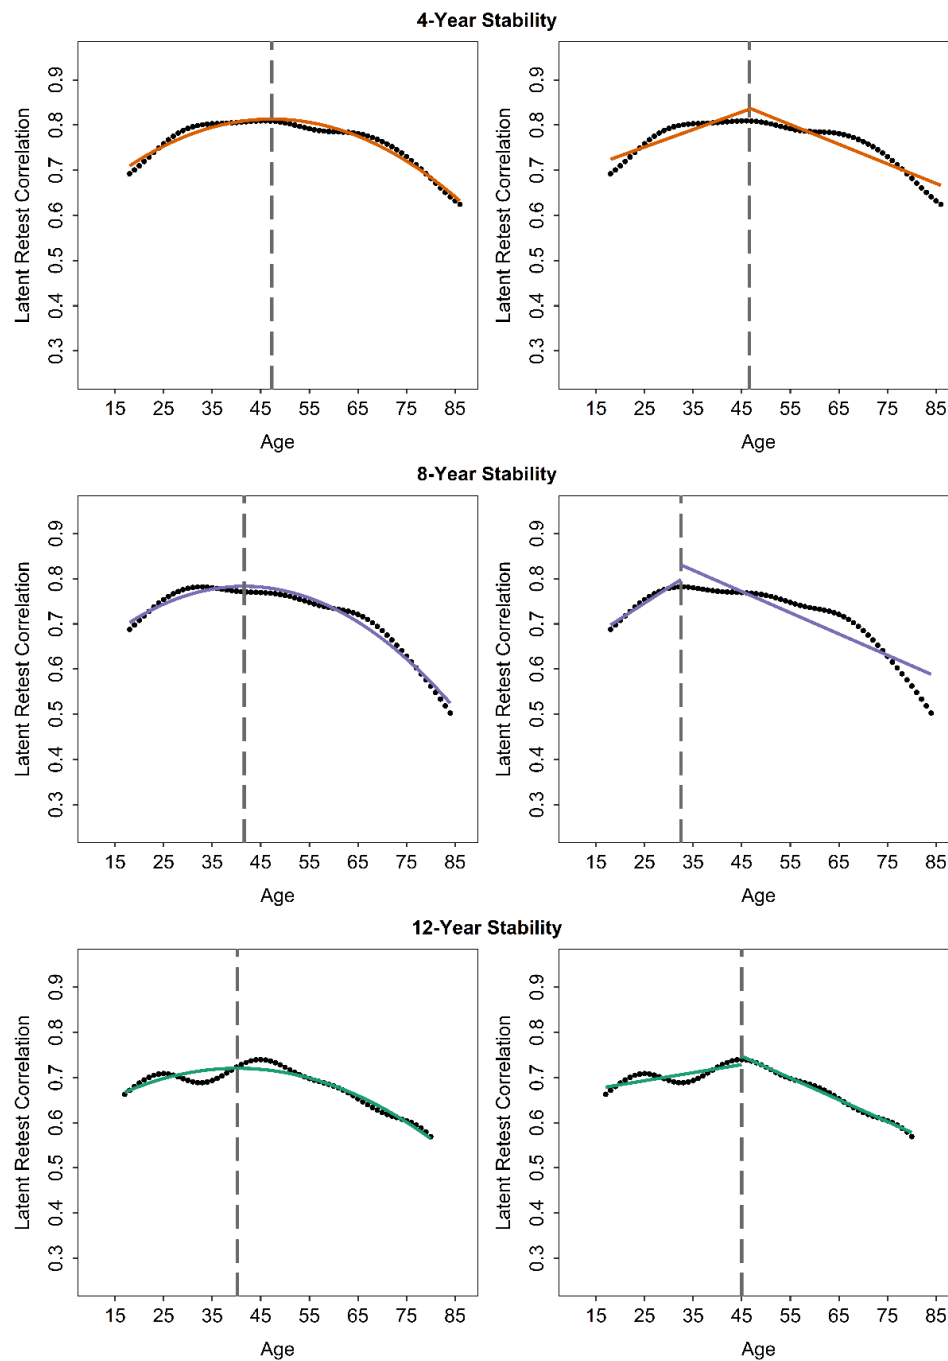 4-Year Stability
Latent Retest Correlation
0.3 0.4 0.5 0.6 0.7 0.8 0.9
15 25 35 45 55 65 75 85
Age
Latent Retest Correlation
0.3 0.4 0.5 0.6 0.7 0.8 0.9
15 25 35 45 55 65 75 85
Age
8-Year Stability
Latent Retest Correlation
0.3 0.4 0.5 0.6 0.7 0.8 0.9
15 25 35 45 55 65 75 85
Age
Latent Retest Correlation
0.3 0.4 0.5 0.6 0.7 0.8 0.9
15 25 35 45 55 65 75 85
Age
12-Year Stability
Latent Retest Correlation
0.3 0.4 0.5 0.6 0.7 0.8 0.9
15 25 35 45 55 65 75 85
Age
Latent Retest Correlation
0.3 0.4 0.5 0.6 0.7 0.8 0.9
15 25 35 45 55 65 75 85
Age